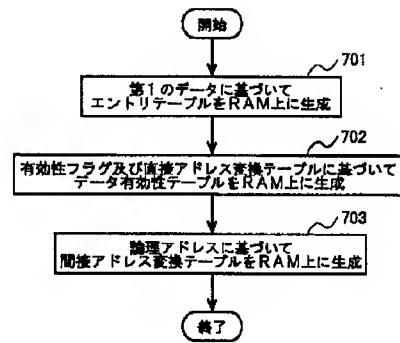 開始
701
第1のデータに基づいて
エントリテーブルをRAM上に生成
702
有効性フラグ及び直接アドレス変換テーブルに基づいて
データ有効性テーブルをRAM上に生成
703
論理アドレスに基づいて
間接アドレス変換テーブルをRAM上に生成
終了